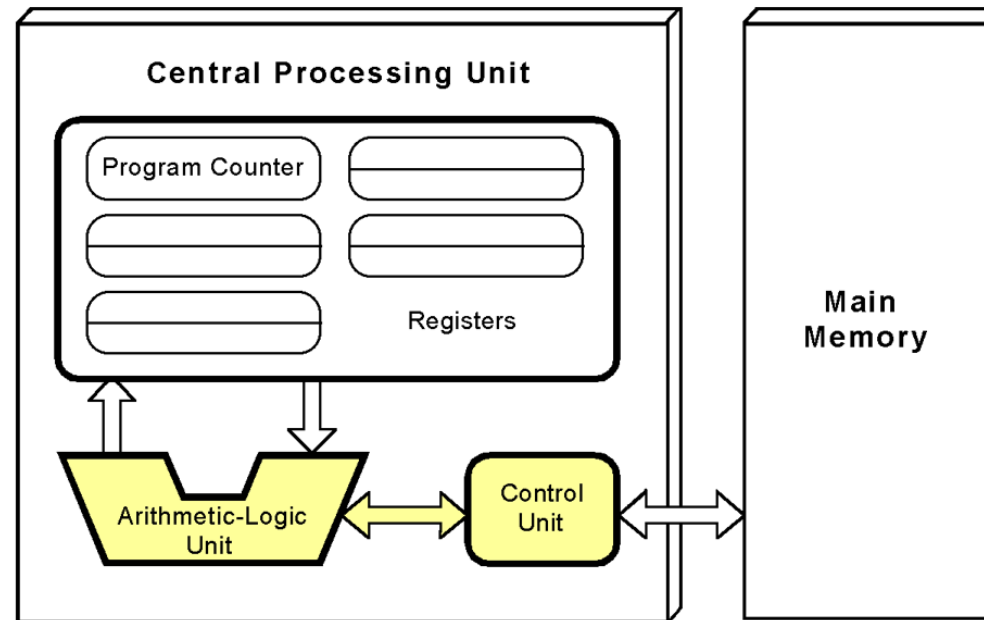 Central Processing Unit
Program Counter
Registers
Arithmetic-Logic
Unit
Control
Unit
Main
Memory